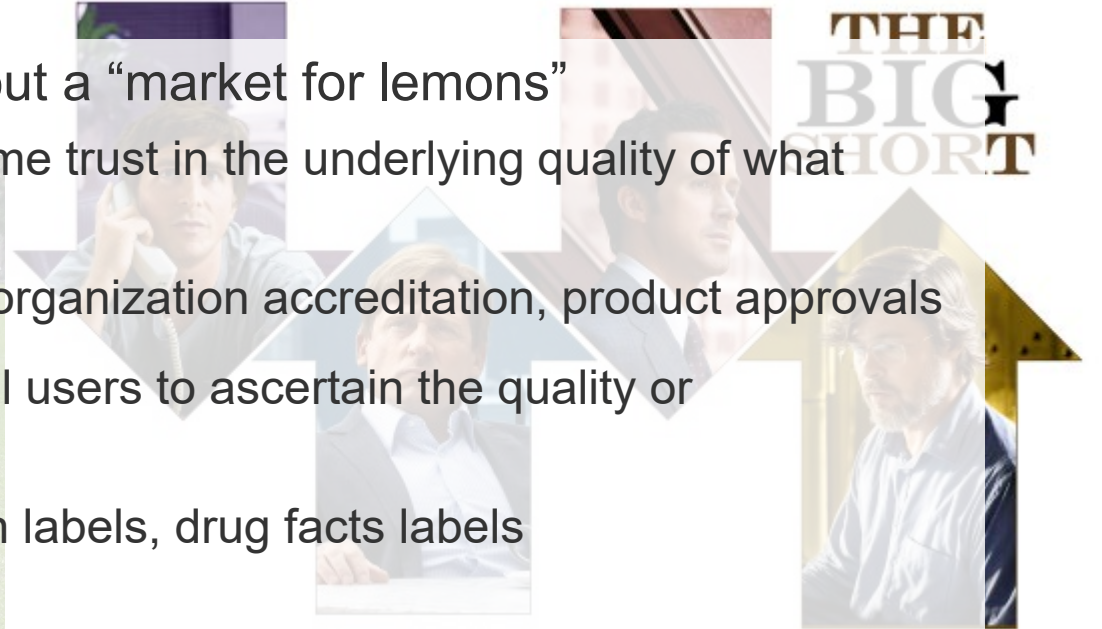 THE
BIG
SHORT
out a “market for lemons”
me trust in the underlying quality of what
organization accreditation, product approvals
l users to ascertain the quality or
n labels, drug facts labels